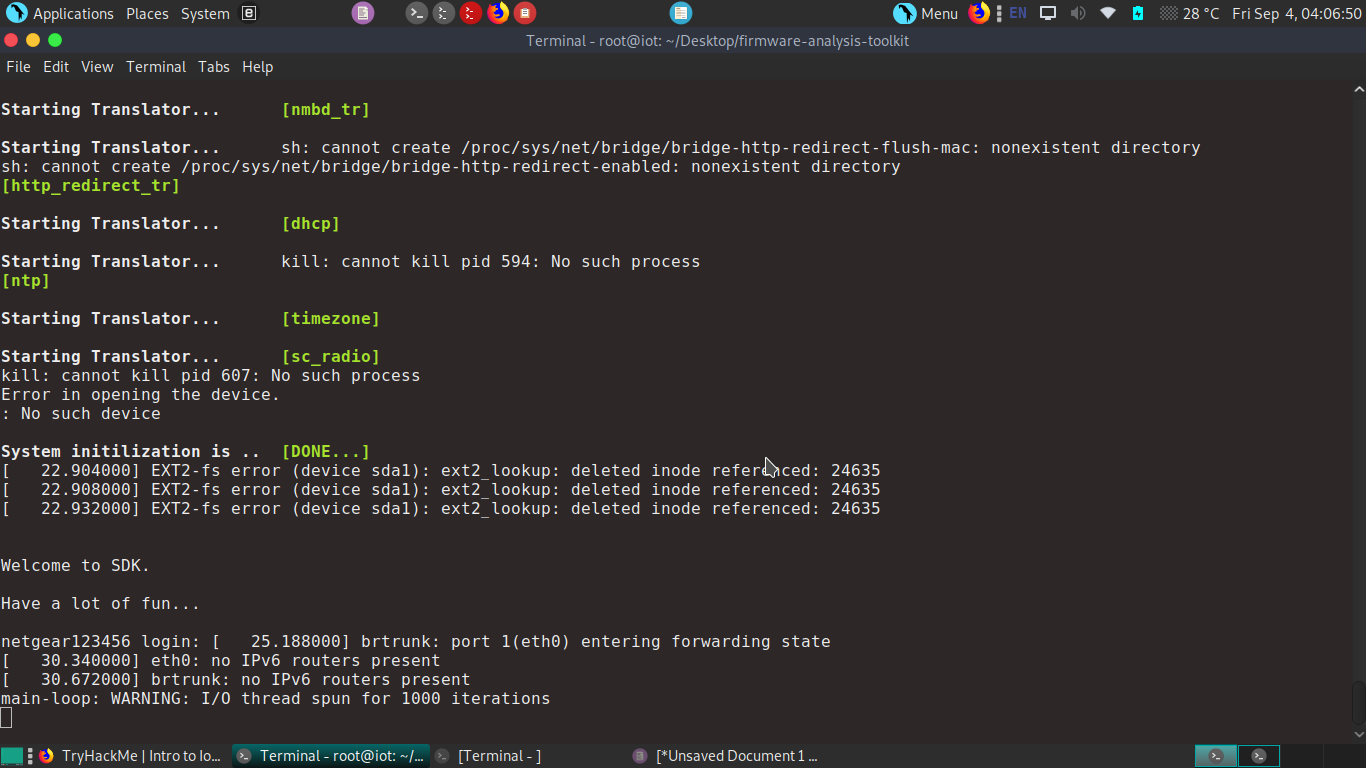 Applications Places System
Menu EN 28 °C Fri Sep 4, 04:06:50
Terminal - root@iot: ~/Desktop/firmware-analysis-toolkit
File Edit View Terminal Tabs Help
Starting Translator... [nmbd_tr]
Starting Translator... sh: cannot create /proc/sys/net/bridge/bridge-http-redirect-flush-mac: nonexistent directory
sh: cannot create /proc/sys/net/bridge/bridge-http-redirect-enabled: nonexistent directory
[http_redirect_tr]
Starting Translator... [dhcp]
Starting Translator... kill: cannot kill pid 594: No such process
[ntp]
Starting Translator... [timezone]
Starting Translator... [sc_radio]
kill: cannot kill pid 607: No such process
Error in opening the device.
: No such device
System initilization is .. [DONE...]
[ 22.904000] EXT2-fs error (device sda1): ext2_lookup: deleted inode referenced: 24635
[ 22.908000] EXT2-fs error (device sda1): ext2_lookup: deleted inode referenced: 24635
[ 22.932000] EXT2-fs error (device sda1): ext2_lookup: deleted inode referenced: 24635
Welcome to SDK.
Have a lot of fun...
netgear123456 login: [ 25.188000] brtrunk: port 1(eth0) entering forwarding state
[ 30.340000] eth0: no IPv6 routers present
[ 30.672000] brtrunk: no IPv6 routers present
main-loop: WARNING: I/O thread spun for 1000 iterations
TryHackMe | Intro to Io... Terminal - root@iot: ~/... [Terminal - ] [*Unsaved Document 1 ...